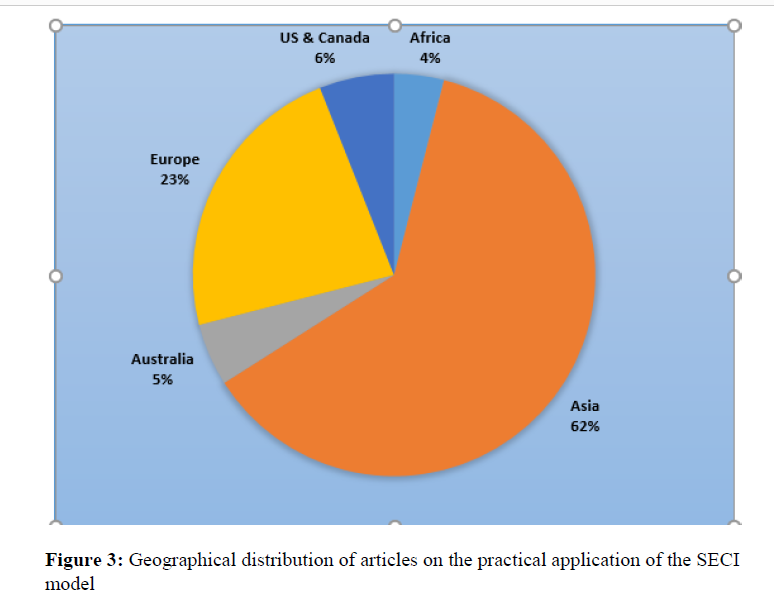 US & Canada
6%
Africa
4%
Europe
23%
Australia
5%
Asia
62%
Figure 3: Geographical distribution of articles on the practical application of the SECI
model